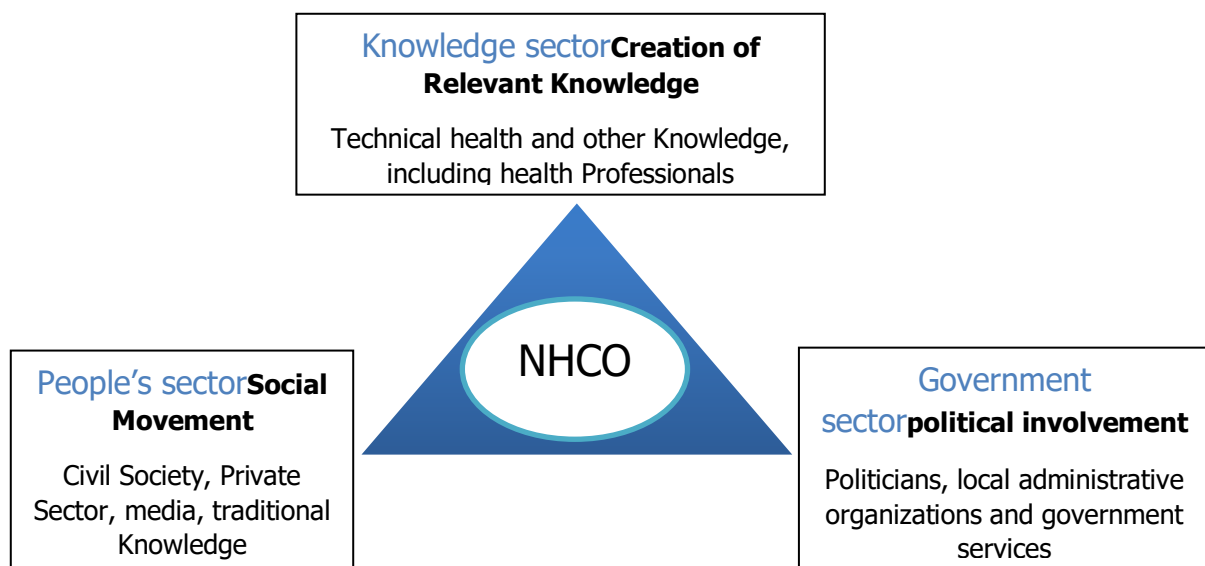 Knowledge sectorCreation of
Relevant Knowledge
Technical health and other Knowledge,
including health Professionals
NHCO
People’s sectorSocial
Movement
Civil Society, Private
Sector, media, traditional
Knowledge
Government
sectorpolitical involvement
Politicians, local administrative
organizations and government
services